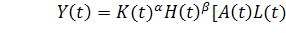 Y(t) = K(t)^α H(t)^β [A(t)L(t)